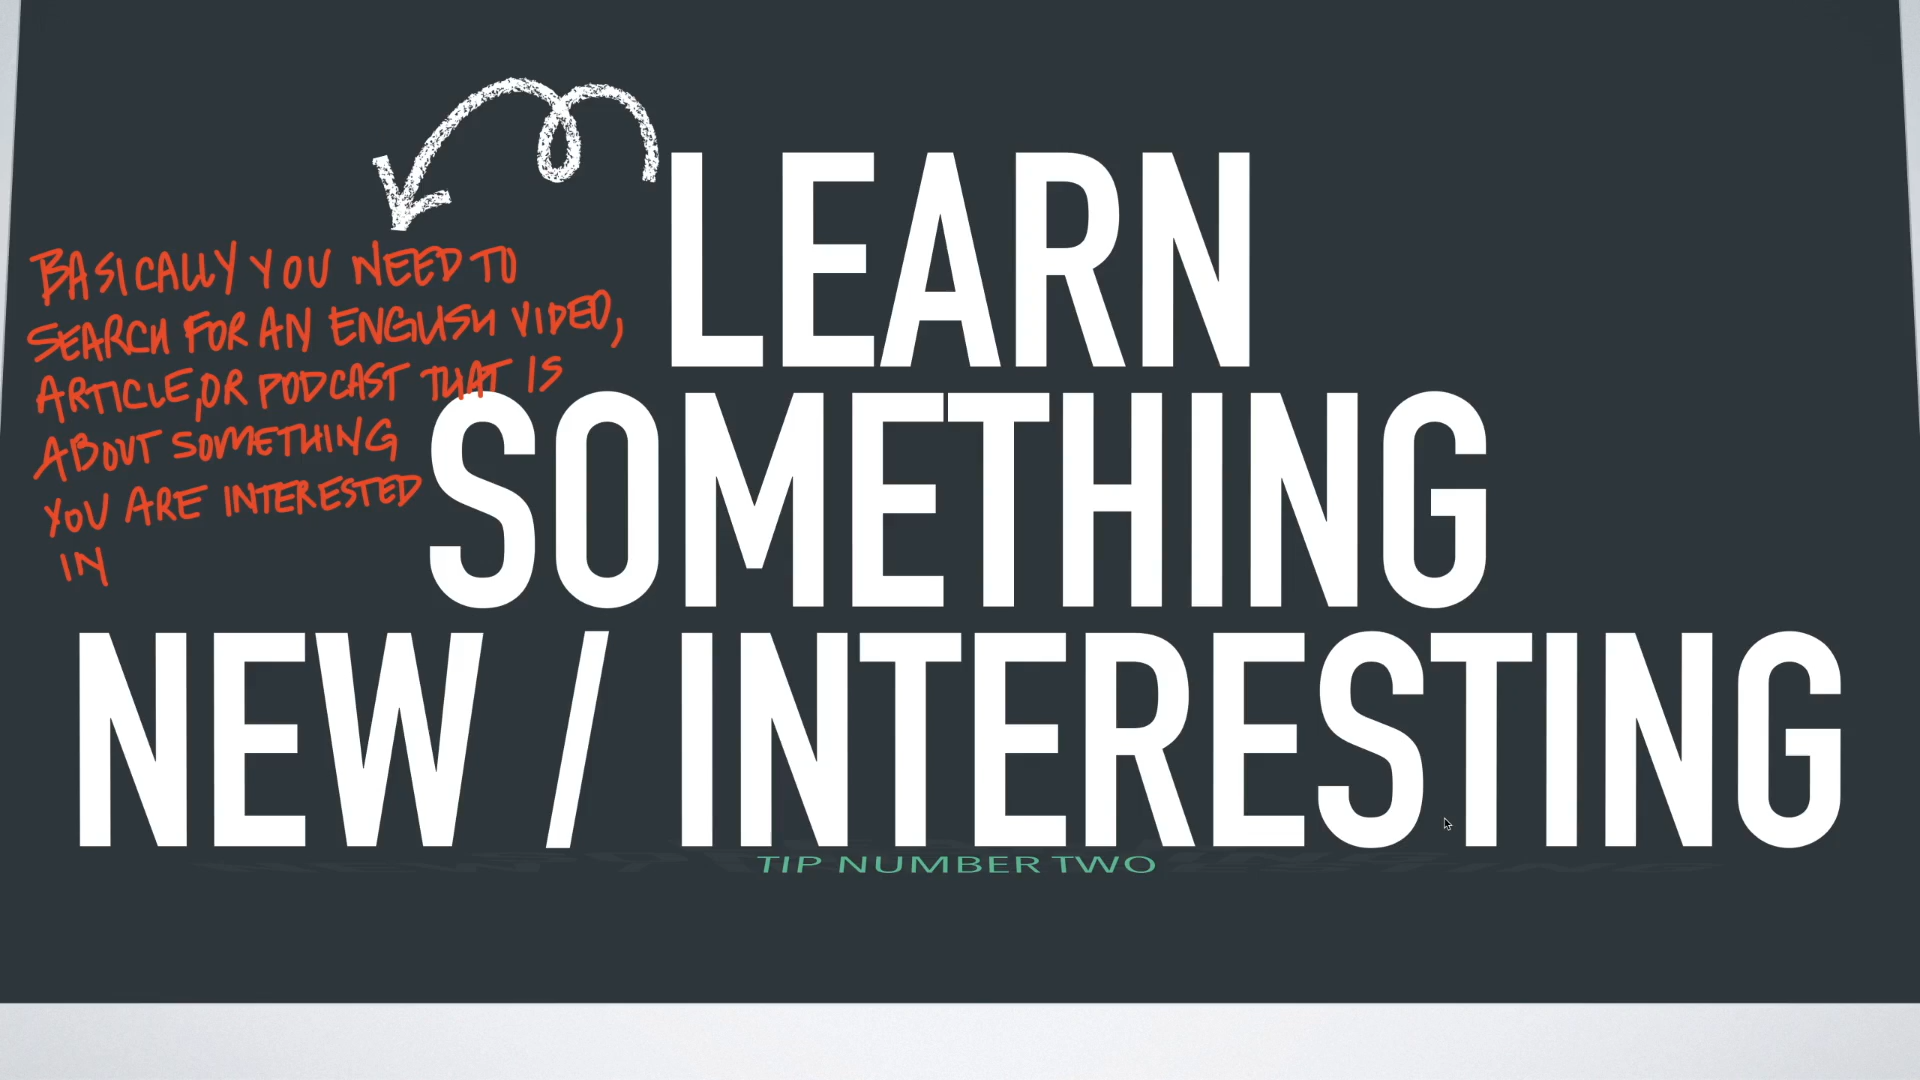 LEARN
SOMETHING
NEW / INTERESTING
BASICALLY YOU NEED TO
SEARCH FOR AN ENGLISH VIDEO,
ARTICLE, OR PODCAST THAT IS
ABOUT SOMETHING
YOU ARE INTERESTED
IN
TIP NUMBER TWO